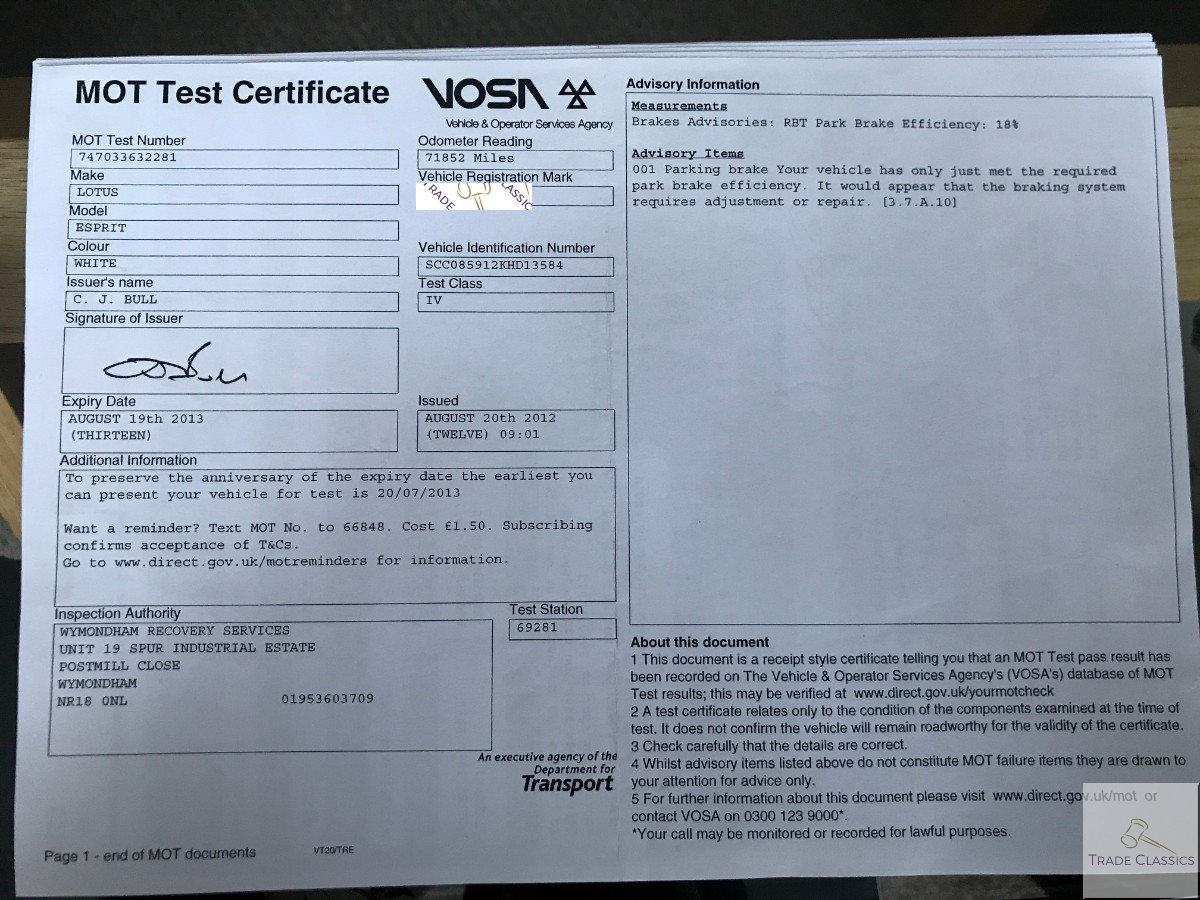 MOT Test Certificate
VOSA
Vehicle & Operator Services Agency
MOT Test Number
747033632281
Odometer Reading
71852 Miles
Make
LOTUS
Vehicle Registration Mark
TRADE CLASSIC
Model
ESPRIT
Colour
WHITE
Vehicle Identification Number
SCC085912KHD13584
Issuer's name
C. J. BULL
Test Class
IV
Signature of Issuer
Expiry Date
AUGUST 19th 2013
(THIRTEEN)
Issued
AUGUST 20th 2012
(TWELVE) 09:01
Additional Information
To preserve the anniversary of the expiry date the earliest you
can present your vehicle for test is 20/07/2013
Want a reminder? Text MOT No. to 66848. Cost £1.50. Subscribing
confirms acceptance of T&Cs.
Go to www.direct.gov.uk/motreminders for information.
Inspection Authority
WYMONDHAM RECOVERY SERVICES
UNIT 19 SPUR INDUSTRIAL ESTATE
POSTMILL CLOSE
WYMONDHAM
NR18 0NL 01953603709
Test Station
69281
An executive agency of the
Department for
Transport
Page 1 - end of MOT documents
VT20/TRE
Advisory Information
Measurements
Brakes Advisories: RBT Park Brake Efficiency: 18%
Advisory Items
001 Parking brake Your vehicle has only just met the required
park brake efficiency. It would appear that the braking system
requires adjustment or repair. [3.7.A.10]
About this document
1 This document is a receipt style certificate telling you that an MOT Test pass result has
been recorded on The Vehicle & Operator Services Agency's (VOSA's) database of MOT
Test results; this may be verified at www.direct.gov.uk/yourmotcheck
2 A test certificate relates only to the condition of the components examined at the time of
test. It does not confirm the vehicle will remain roadworthy for the validity of the certificate.
3 Check carefully that the details are correct.
4 Whilst advisory items listed above do not constitute MOT failure items they are drawn to
your attention for advice only.
5 For further information about this document please visit www.direct.gov.uk/mot or
contact VOSA on 0300 123 9000*.
*Your call may be monitored or recorded for lawful purposes.
TRADE CLASSICS